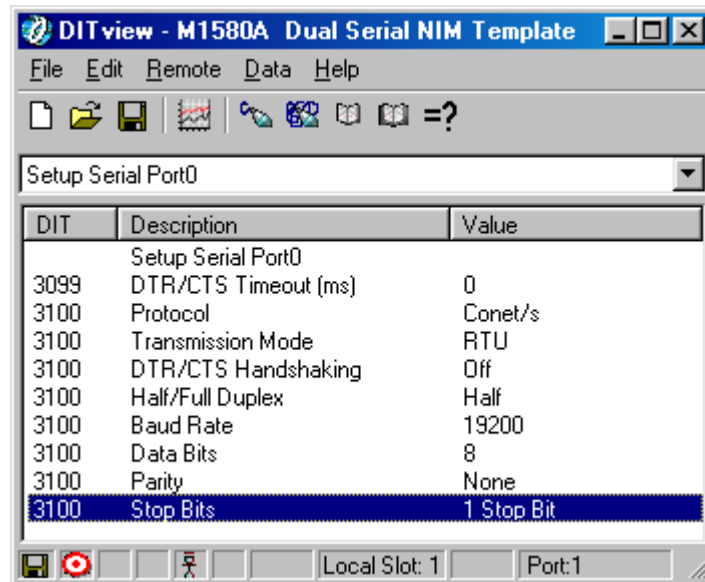 DITview - M1580A Dual Serial NIM Template
File Edit Remote Data Help
=?
Setup Serial Port0
DIT Description Value
Setup Serial Port0
3099 DTR/CTS Timeout (ms) 0
3100 Protocol Conet/s
3100 Transmission Mode RTU
3100 DTR/CTS Handshaking Off
3100 Half/Full Duplex Half
3100 Baud Rate 19200
3100 Data Bits 8
3100 Parity None
3100 Stop Bits 1 Stop Bit
Local Slot: 1 Port:1